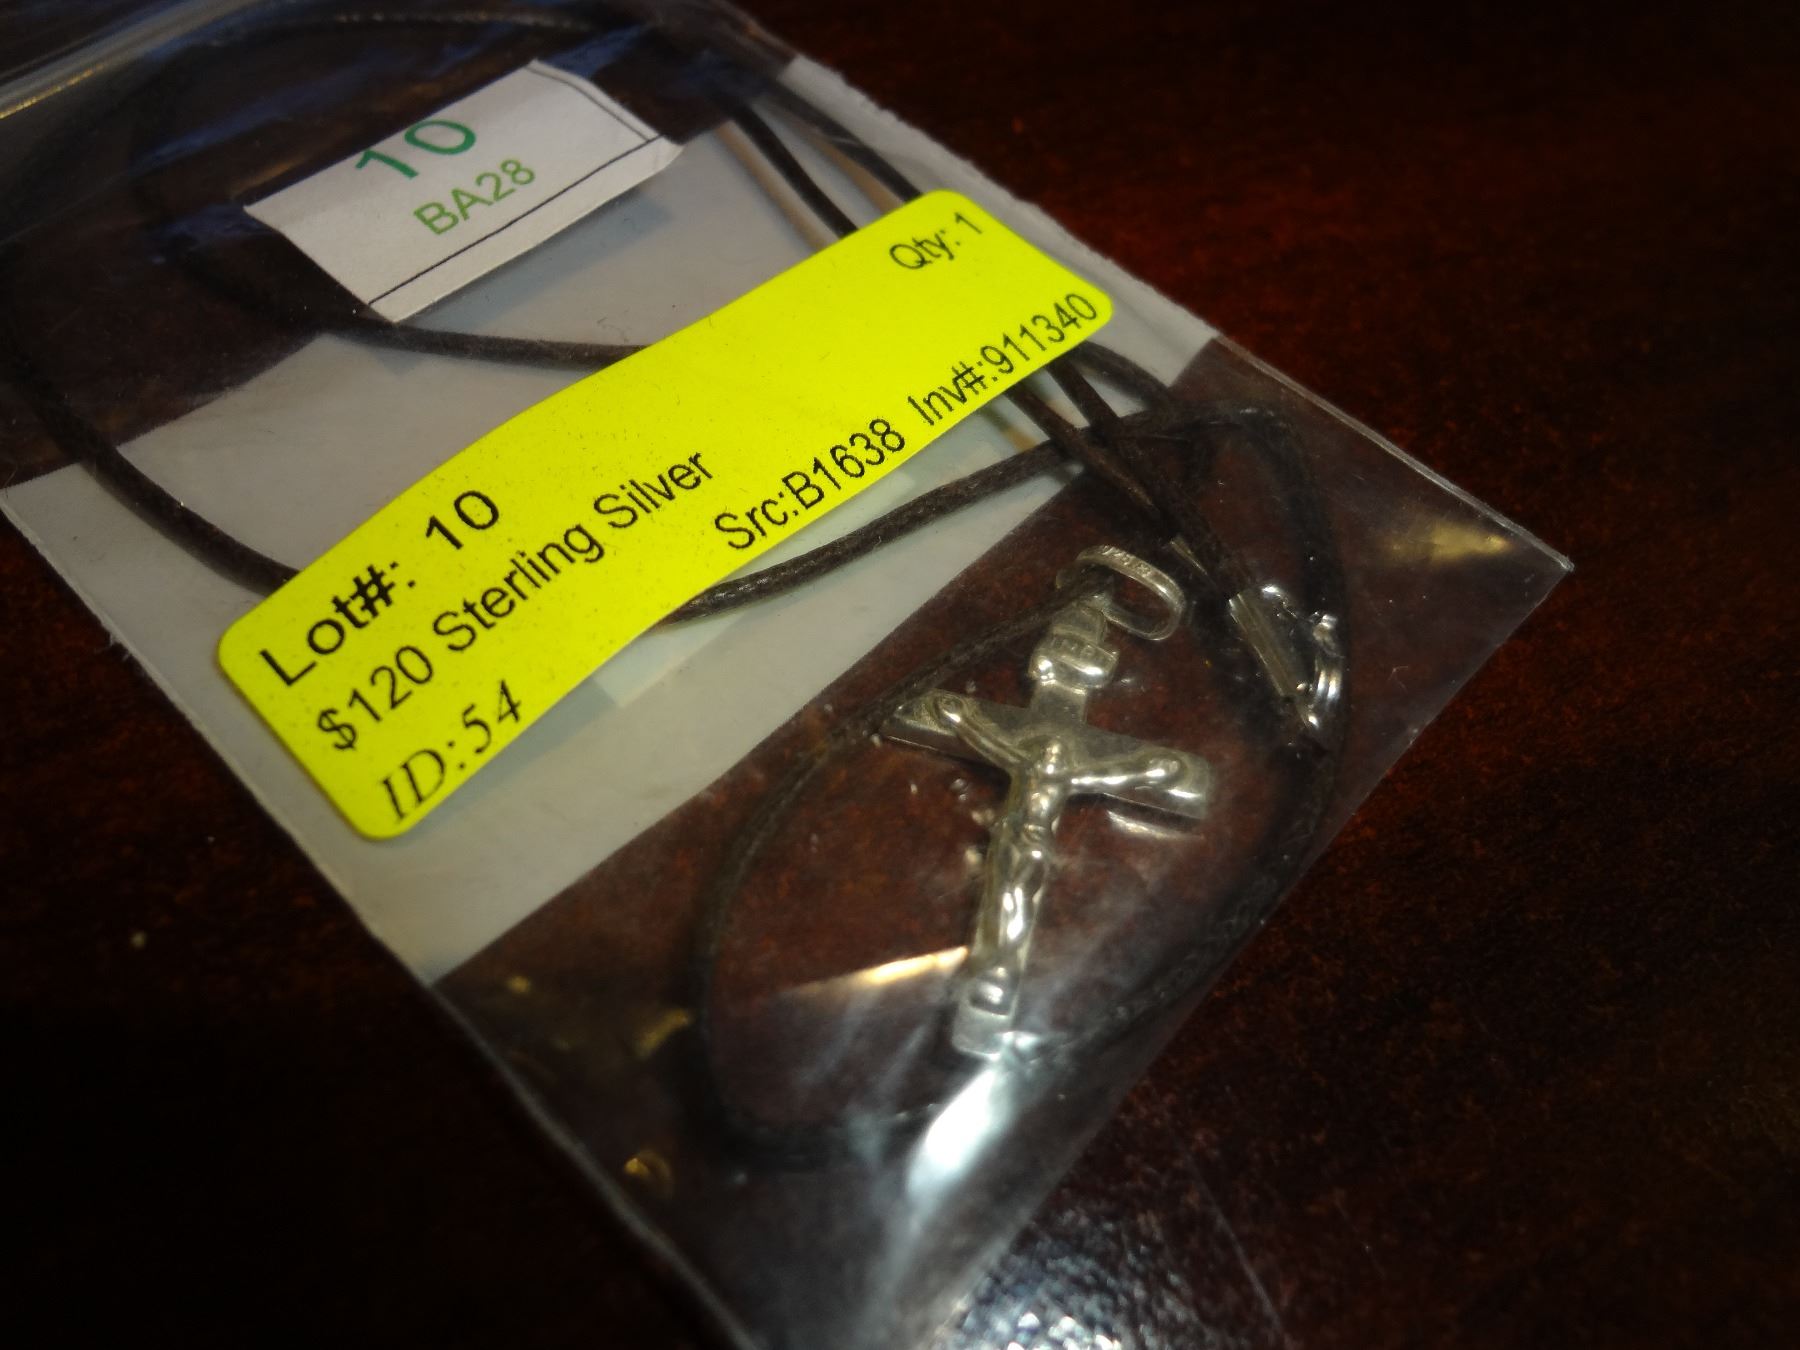 10
BA28
Qty: 1
Lot#: 10
$120 Sterling Silver
Src:B1638 Inv#:911340
ID:54